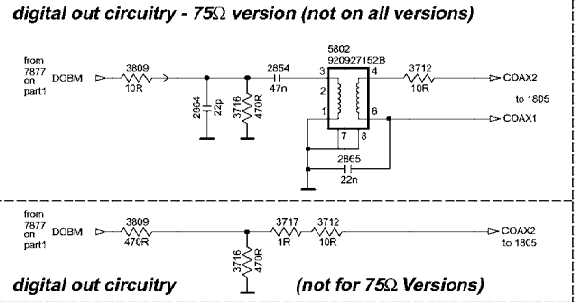 digital out circuitry - 75Ω version (not on all versions)
from
7877
on
part1
DOBM
3809
10R
2964
22p
3716
470R
2854
47n
5802
920927152B
3
2
1
4
6
7 8
2865
22n
3712
10R
COAX2
to 1805
COAX1
from
7877
on
part1
DOBM
3809
470R
3716
470R
3717
1R
3712
10R
COAX2
to 1805
digital out circuitry (not for 75Ω Versions)